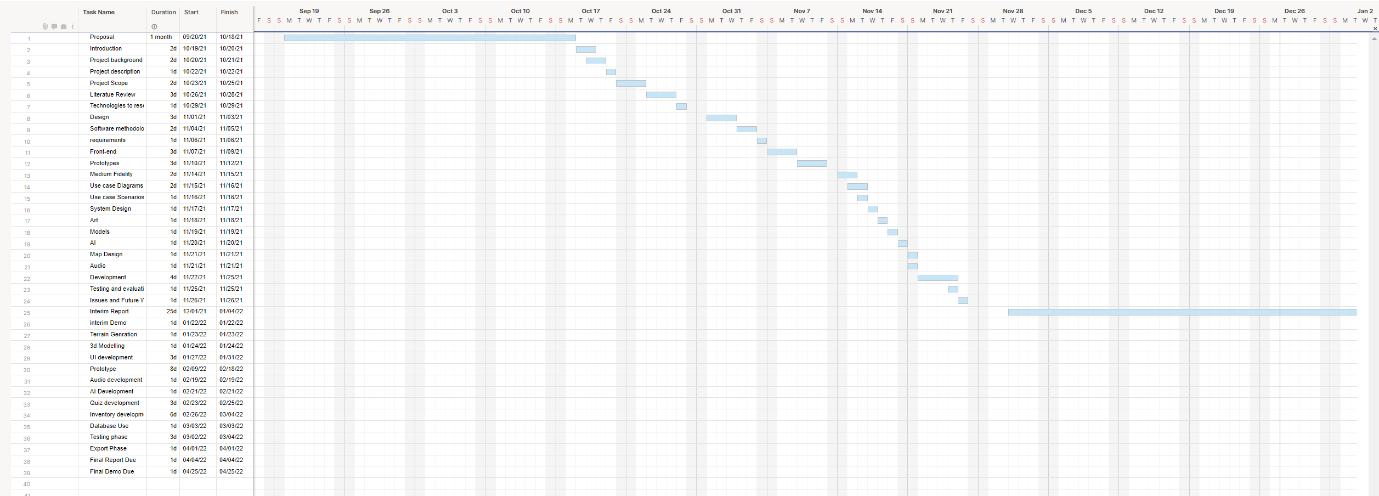 Task Name Duration Start Finish
Sep 19 Sep 26 Oct 3 Oct 10 Oct 17 Oct 24 Oct 31 Nov 7 Nov 14 Nov 21 Nov 28 Dec 5 Dec 12 Dec 19 Dec 26 Jan 2
F S S M T W T F S S M T W T F S S M T W T F S S M T W T F S S M T W T F S S M T W T F S S M T W T F S S M T W T F S S M T W T F S S M T W T F S S M T W T F S S M T W T F S S M T W T F S S M T W T F S S M T W T F S S M T W T
1 Proposal 1 month 09/20/21 10/18/21
2 Introduction 2d 10/19/21 10/20/21
3 Project background 2d 10/20/21 10/21/21
4 Project description 1d 10/22/21 10/22/21
5 Project Scope 2d 10/23/21 10/25/21
6 Literatue Review 3d 10/26/21 10/28/21
7 Technologies to rese 1d 10/29/21 10/29/21
8 Design 3d 11/01/21 11/03/21
9 Software methodolo 2d 11/04/21 11/05/21
10 requirements 1d 11/06/21 11/06/21
11 Front-end 3d 11/07/21 11/09/21
12 Prototypes 3d 11/10/21 11/12/21
13 Medium Fidelity 2d 11/14/21 11/15/21
14 Use case Diagrams 2d 11/15/21 11/16/21
15 Use case Scenarios 1d 11/16/21 11/16/21
16 System Design 1d 11/17/21 11/17/21
17 Art 1d 11/18/21 11/18/21
18 Models 1d 11/19/21 11/19/21
19 AI 1d 11/20/21 11/20/21
20 Map Design 1d 11/21/21 11/21/21
21 Audio 1d 11/21/21 11/21/21
22 Development 4d 11/22/21 11/25/21
23 Testing and evaluati 1d 11/25/21 11/25/21
24 Issues and Future 1d 11/26/21 11/26/21
25 Interim Report 25d 12/01/21 01/04/22
26 interim Demo 1d 01/22/22 01/22/22
27 Terrain Genration 1d 01/23/22 01/23/22
28 3d Modelling 1d 01/24/22 01/24/22
29 UI development 3d 01/27/22 01/31/22
30 Prototype 8d 02/09/22 02/18/22
31 Audio development 1d 02/19/22 02/19/22
32 AI Development 1d 02/21/22 02/21/22
33 Quiz development 3d 02/23/22 02/25/22
34 Inventory developm 6d 02/26/22 03/04/22
35 Database Use 1d 03/03/22 03/03/22
36 Testing phase 3d 03/02/22 03/04/22
37 Export Phase 1d 04/01/22 04/01/22
38 Final Report Due 1d 04/04/22 04/04/22
39 Final Demo Due 1d 04/25/22 04/25/22
40